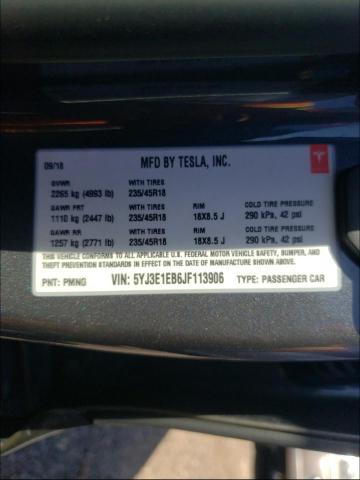 09/18 MFD BY TESLA, INC.
GVWR WITH TIRES
2265 kg (4993 lb) 235/45R18
GAWR FRT WITH TIRES RIM COLD TIRE PRESSURE
1110 kg (2447 lb) 235/45R18 18X8.5 J 290 kPa, 42 psi
GAWR RR WITH TIRES RIM COLD TIRE PRESSURE
1257 kg (2771 lb) 235/45R18 18X8.5 J 290 kPa, 42 psi
THIS VEHICLE CONFORMS TO ALL APPLICABLE U.S. FEDERAL MOTOR VEHICLE SAFETY, BUMPER,
AND THEFT PREVENTION STANDARDS IN EFFECT ON THE DATE OF MANUFACTURE SHOWN ABOVE.
PNT: PMNG VIN: 5YJ3E1EB6JF113906 TYPE: PASSENGER CAR